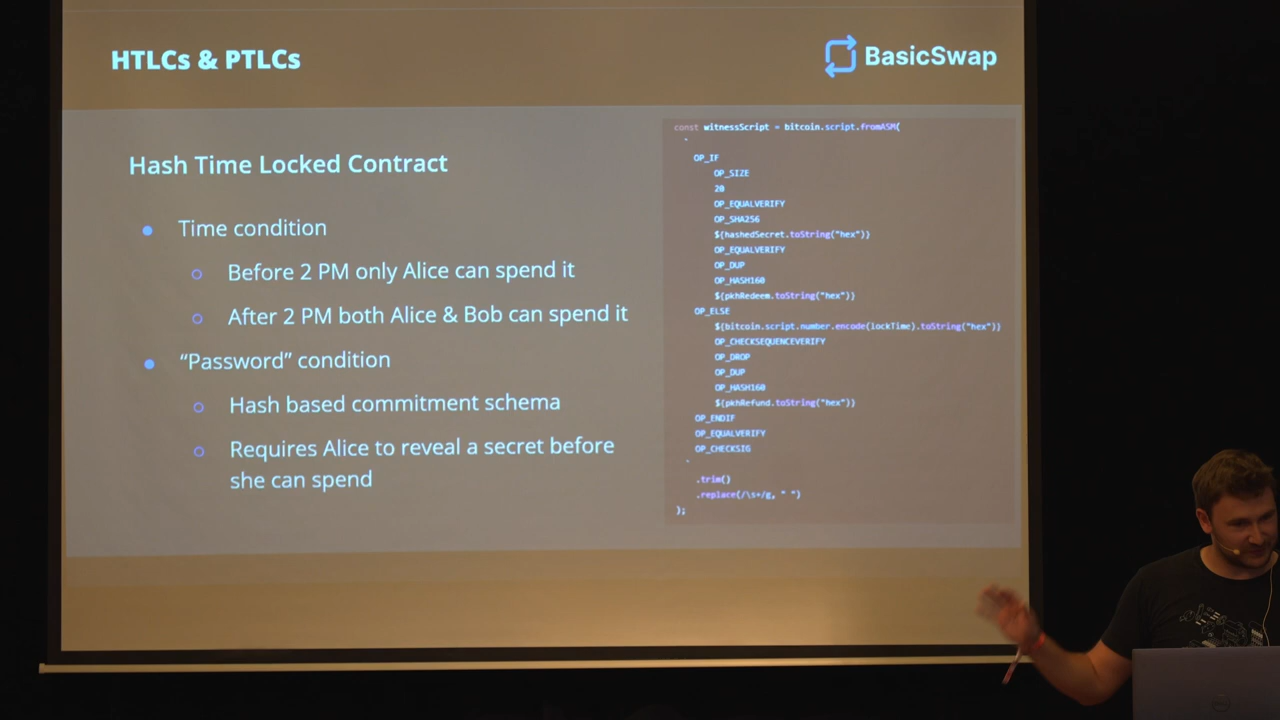 HTLCs & PTLCs
BasicSwap
Hash Time Locked Contract
● Time condition
○ Before 2 PM only Alice can spend it
○ After 2 PM both Alice & Bob can spend it
● “Password” condition
○ Hash based commitment schema
○ Requires Alice to reveal a secret before
she can spend
const witnessScript = bitcoin.script.fromASM(
`
OP_IF
OP_SIZE
20
OP_EQUALVERIFY
OP_SHA256
${hashedSecret.toString("hex")}
OP_EQUALVERIFY
OP_DUP
OP_HASH160
${pkhRedeem.toString("hex")}
OP_ELSE
${bitcoin.script.number.encode(lockTime).toString("hex")}
OP_CHECKSEQUENCEVERIFY
OP_DROP
OP_DUP
OP_HASH160
${pkhRefund.toString("hex")}
OP_ENDIF
OP_EQUALVERIFY
OP_CHECKSIG
`
.trim()
.replace(/\s+/g, " ")
);